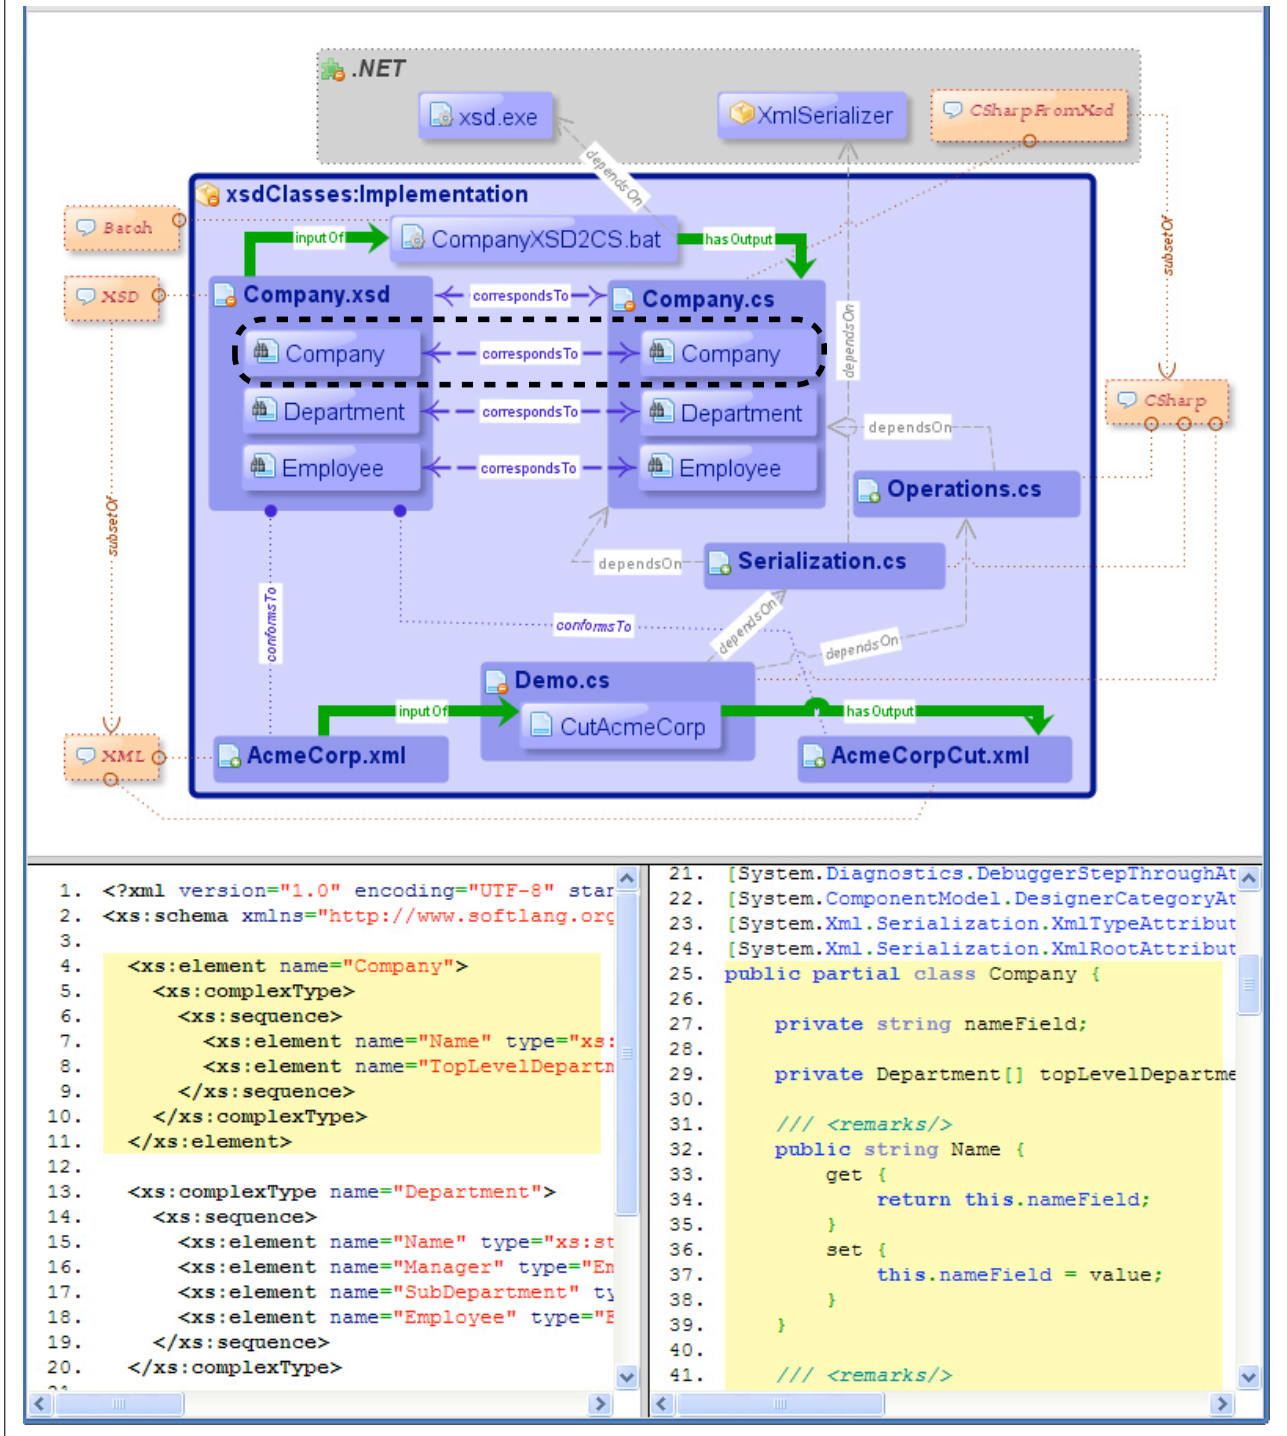 .NET
xsd.exe
XmlSerializer
CSharpFromXsd
dependsOn
xsdClasses:Implementation
Batch
inputOf
CompanyXSD2CS.bat
hasOutput
subsetOf
XSD
Company.xsd
correspondsTo
Company.cs
Company
correspondsTo
Company
dependsOn
CSharp
Department
correspondsTo
Department
dependsOn
Employee
correspondsTo
Employee
Operations.cs
subsetOf
dependsOn
Serialization.cs
conformsTo
conformsTo
dependsOn
dependsOn
Demo.cs
inputOf
CutAcmeCorp
hasOutput
XML
AcmeCorp.xml
AcmeCorpCut.xml
1. <?xml version="1.0" encoding="UTF-8" star
2. <xs:schema xmlns="http://www.softlang.org
3.
4. <xs:element name="Company">
5. <xs:complexType>
6. <xs:sequence>
7. <xs:element name="Name" type="xs:
8. <xs:element name="TopLevelDepartm
9. </xs:sequence>
10. </xs:complexType>
11. </xs:element>
12.
13. <xs:complexType name="Department">
14. <xs:sequence>
15. <xs:element name="Name" type="xs:st
16. <xs:element name="Manager" type="Em
17. <xs:element name="SubDepartment" ty
18. <xs:element name="Employee" type="E
19. </xs:sequence>
20. </xs:complexType>
21. [System.Diagnostics.DebuggerStepThroughAt
22. [System.ComponentModel.DesignerCategoryAt
23. [System.Xml.Serialization.XmlTypeAttribut
24. [System.Xml.Serialization.XmlRootAttribut
25. public partial class Company {
26.
27. private string nameField;
28.
29. private Department[] topLevelDepartme
30.
31. /// <remarks/>
32. public string Name {
33. get {
34. return this.nameField;
35. }
36. set {
37. this.nameField = value;
38. }
39. }
40.
41. /// <remarks/>